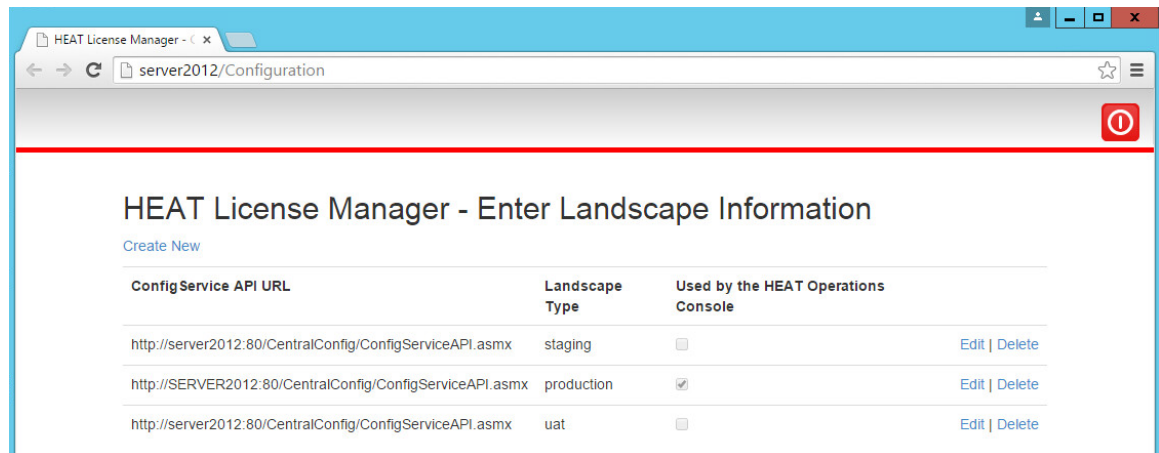 HEAT License Manager - C
server2012/Configuration
HEAT License Manager - Enter Landscape Information
Create New
ConfigService API URL Landscape Type Used by the HEAT Operations Console
http://server2012:80/CentralConfig/ConfigServiceAPI.asmx staging Edit | Delete
http://SERVER2012:80/CentralConfig/ConfigServiceAPI.asmx production Edit | Delete
http://server2012:80/CentralConfig/ConfigServiceAPI.asmx uat Edit | Delete